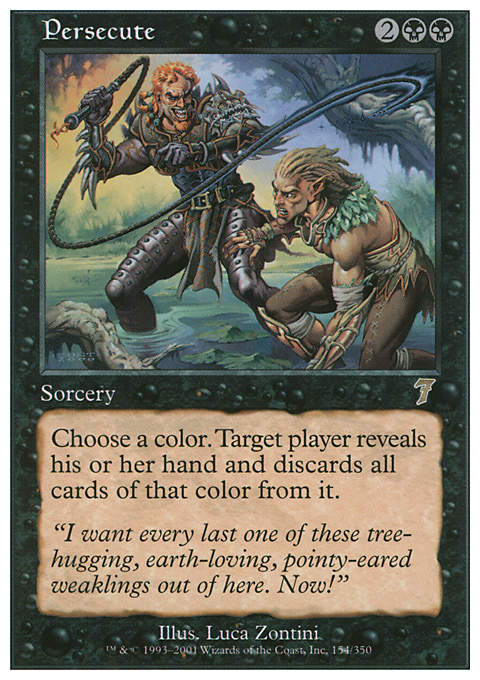 Persecute
2
Sorcery
7
Choose a color. Target player reveals
his or her hand and discards all
cards of that color from it.
“I want every last one of these tree-
hugging, earth-loving, pointy-eared
weaklings out of here. Now!”
Illus. Luca Zontini
™ & © 1993–2001 Wizards of the Coast, Inc. 154/350